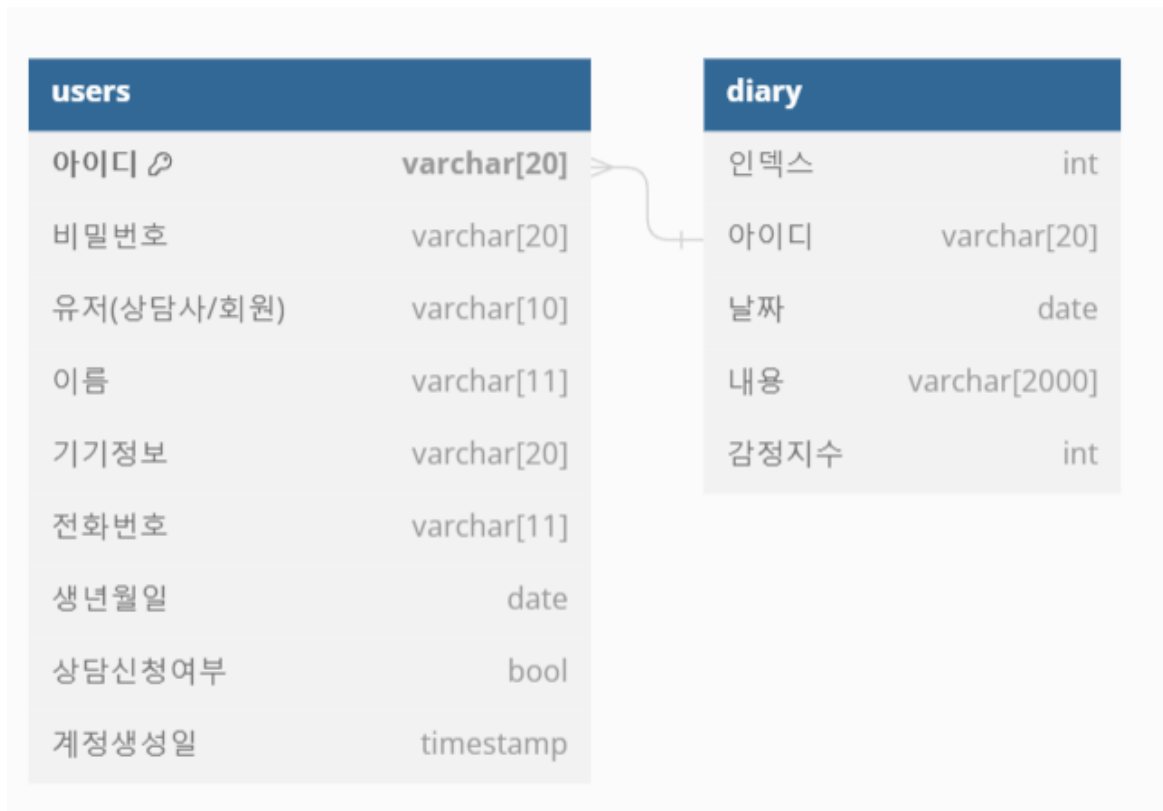 users
아이디 varchar[20]
비밀번호 varchar[20]
유저(상담사/회원) varchar[10]
이름 varchar[11]
기기정보 varchar[20]
전화번호 varchar[11]
생년월일 date
상담신청여부 bool
계정생성일 timestamp
diary
인덱스 int
아이디 varchar[20]
날짜 date
내용 varchar[2000]
감정지수 int